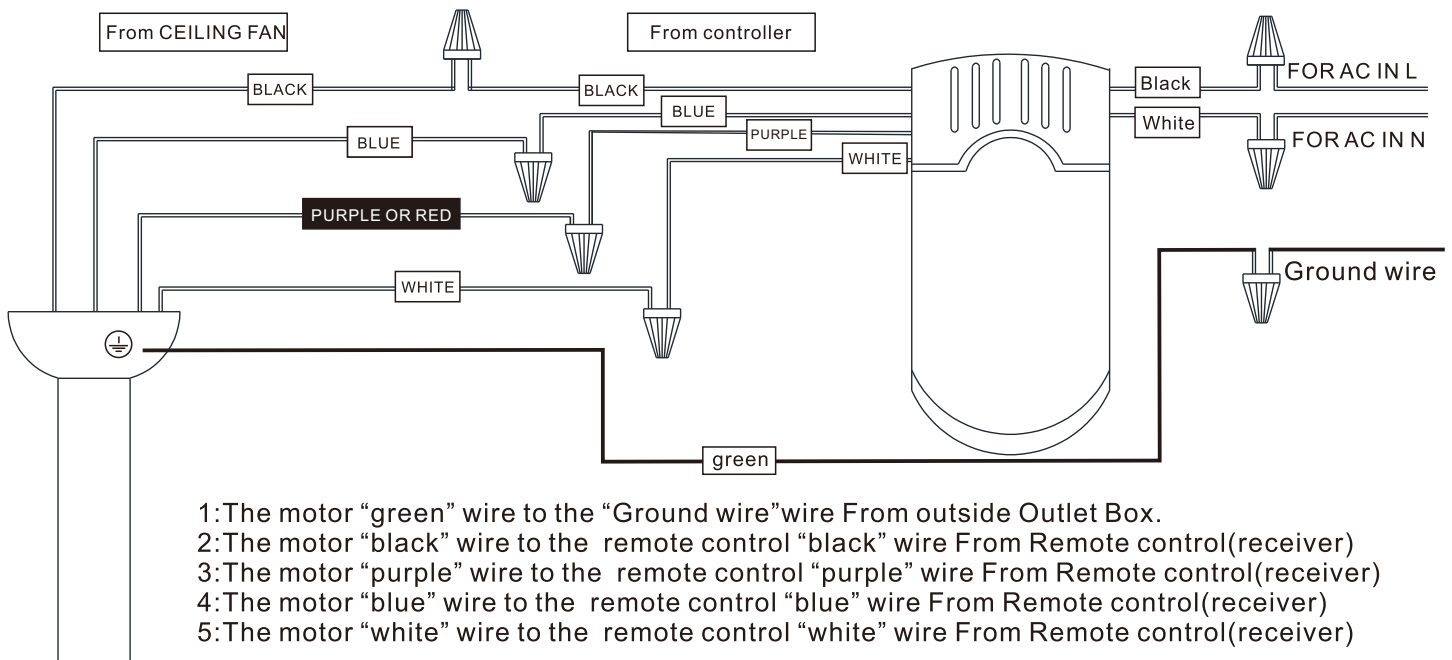 From CEILING FAN
From controller
BLACK
BLACK
Black
FOR AC IN L
BLUE
White
PURPLE
FOR AC IN N
BLUE
WHITE
PURPLE OR RED
Ground wire
WHITE
green
1:The motor “green” wire to the “Ground wire”wire From outside Outlet Box.
2:The motor “black” wire to the remote control “black” wire From Remote control(receiver)
3:The motor “purple” wire to the remote control “purple” wire From Remote control(receiver)
4:The motor “blue” wire to the remote control “blue” wire From Remote control(receiver)
5:The motor “white” wire to the remote control “white” wire From Remote control(receiver)